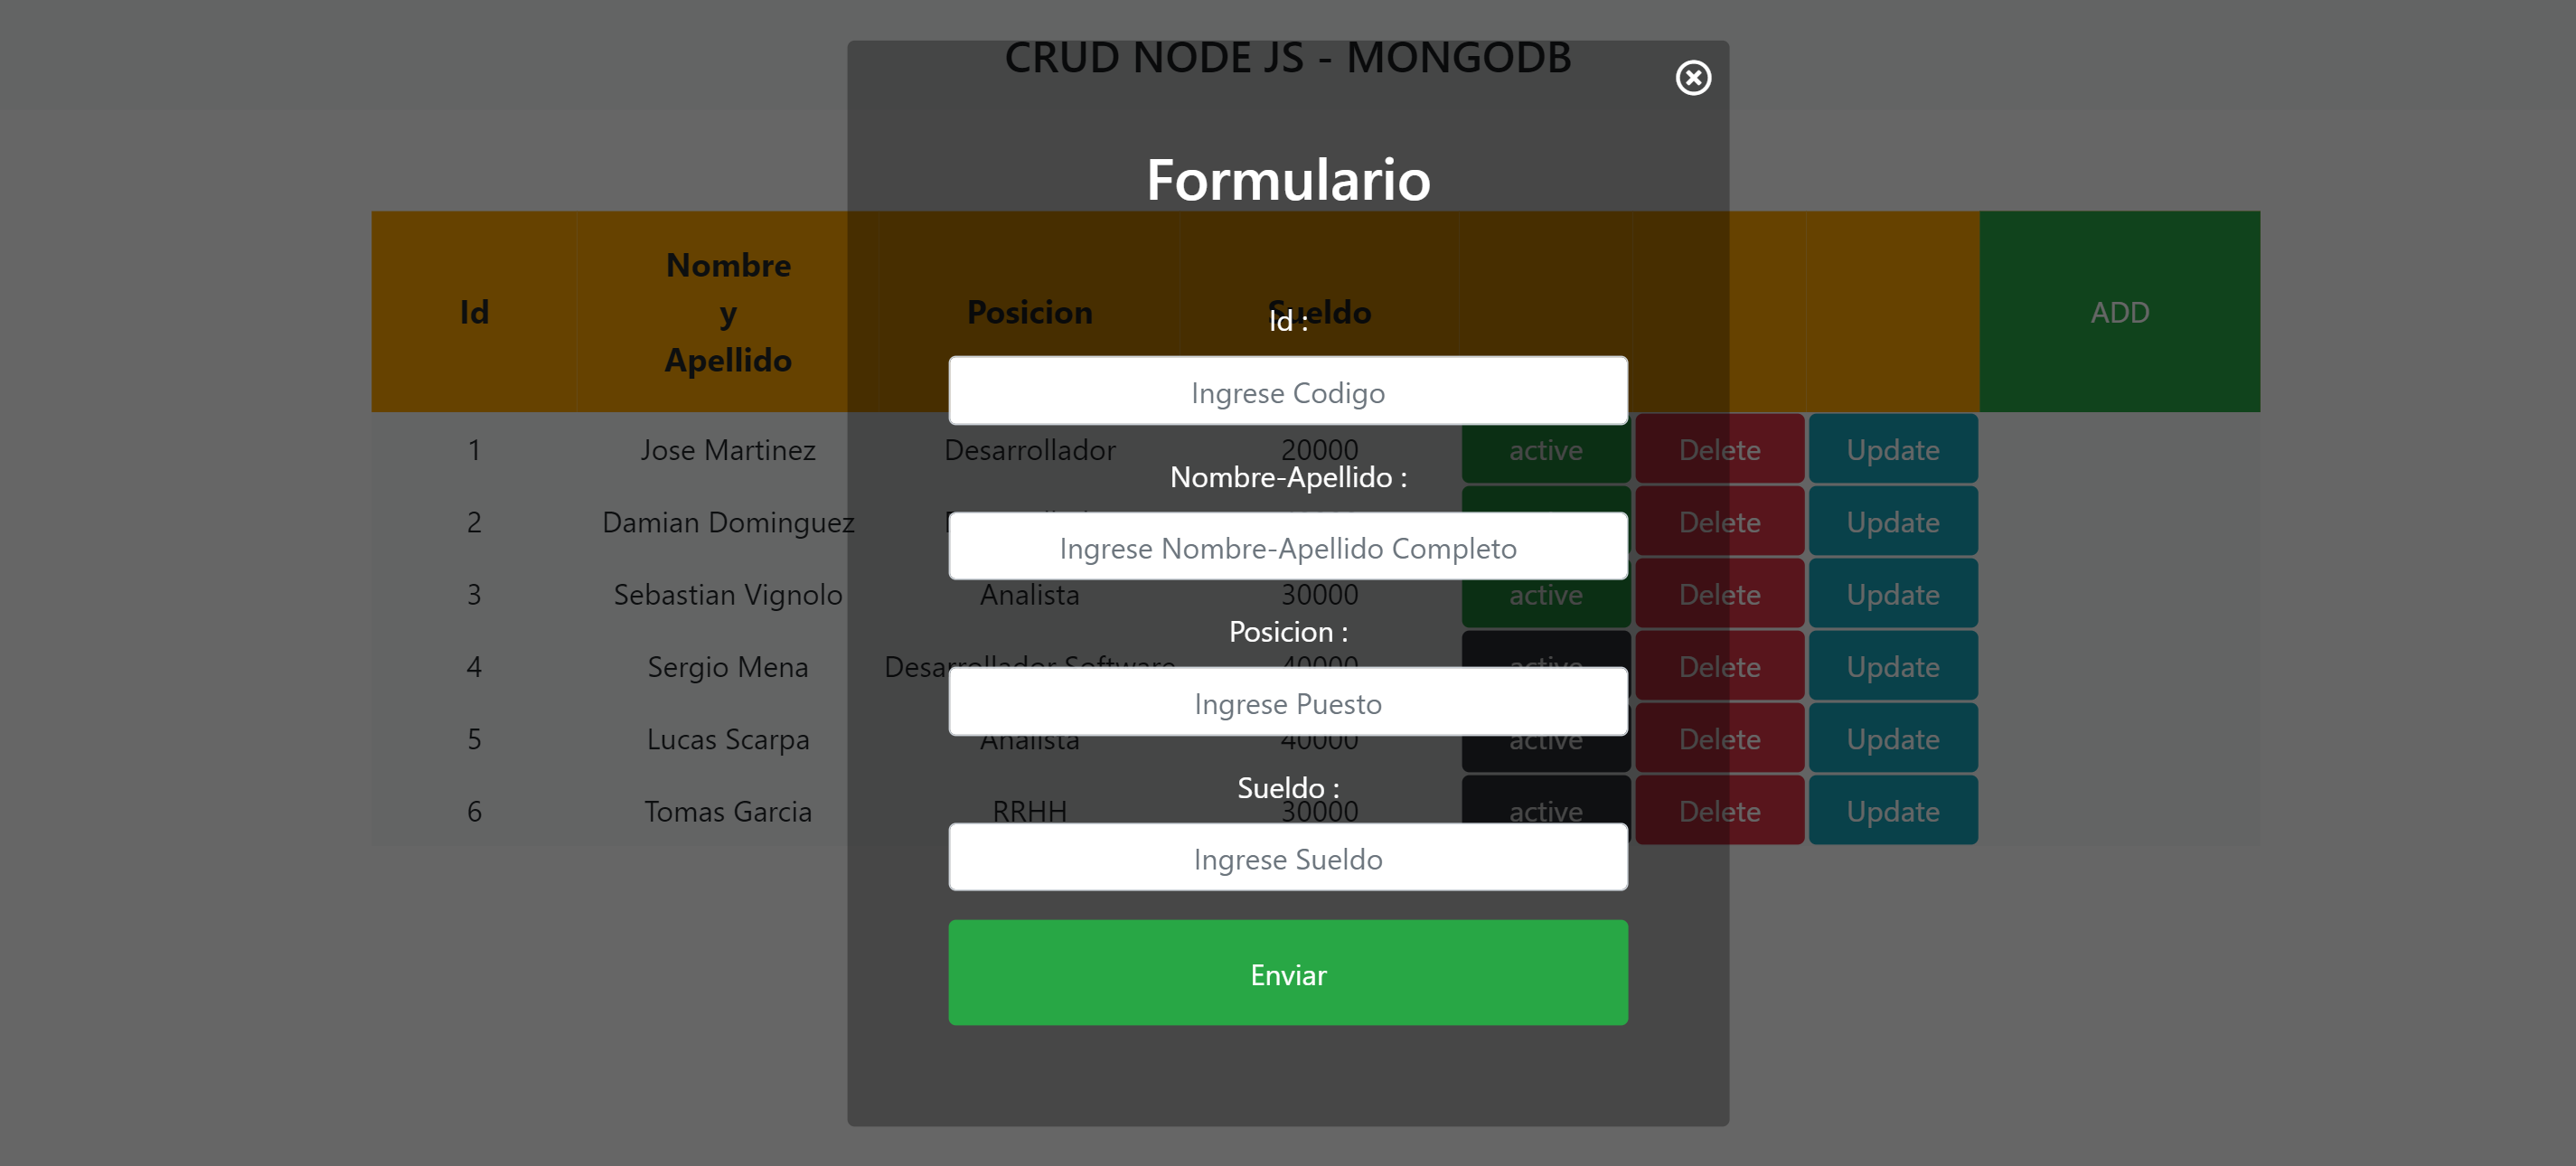 CRUD NODE JS - MONGODB
Formulario
Id
Nombre
y
Apellido
Posicion
Sueldo
ADD
Id :
Ingrese Codigo
1 Jose Martinez Desarrollador 20000 active Delete Update
Nombre-Apellido :
2 Damian Dominguez Delete Update
Ingrese Nombre-Apellido Completo
3 Sebastian Vignolo Analista 30000 active Delete Update
Posicion :
4 Sergio Mena Desarrollador Software 40000 active Delete Update
Ingrese Puesto
5 Lucas Scarpa Analista 40000 active Delete Update
Sueldo :
6 Tomas Garcia RRHH 30000 active Delete Update
Ingrese Sueldo
Enviar